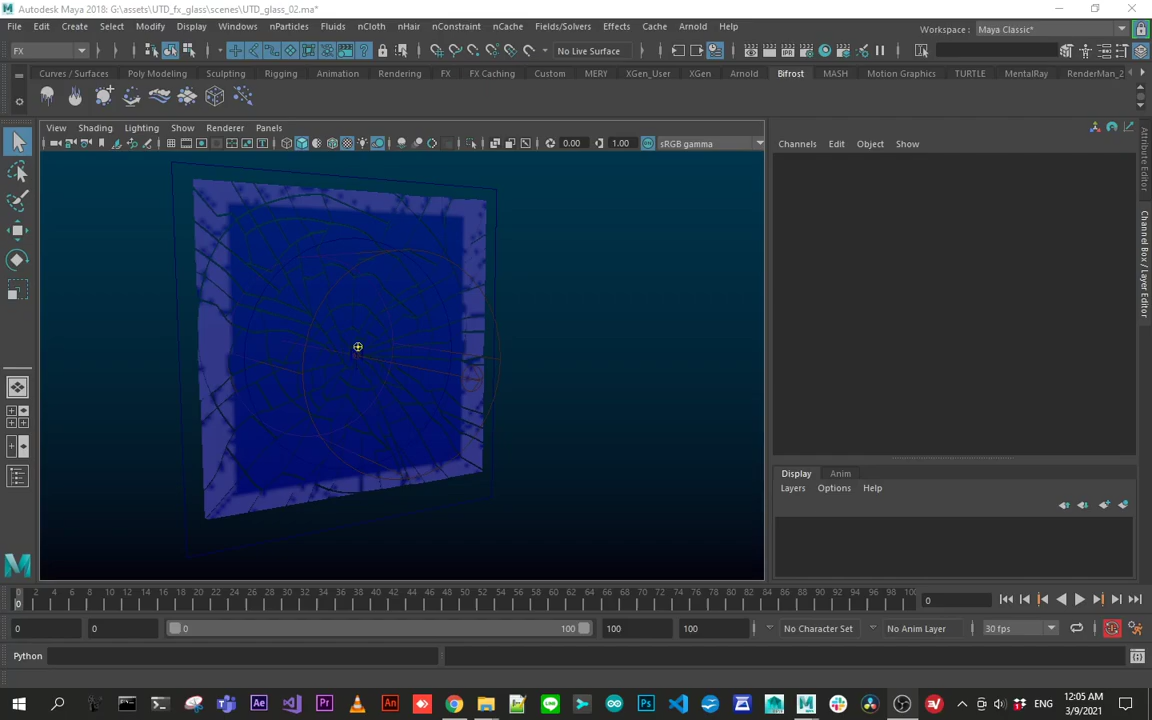 Autodesk Maya 2018: G:\assets\UTD_fx_glass\scenes\UTD_glass_02.ma*
File Edit Create Select Modify Display Windows nParticles Fluids nCloth nHair nConstraint nCache Fields/Solvers Effects Cache Arnold Help
Workspace : Maya Classic*
FX
No Live Surface
Curves / Surfaces Poly Modeling Sculpting Rigging Animation Rendering FX FX Caching Custom MERY XGen_User XGen Arnold Bifrost MASH Motion Graphics TURTLE MentalRay RenderMan_2
View Shading Lighting Show Renderer Panels
0.00 1.00 sRGB gamma
Channels Edit Object Show
Attribute Editor
Channel Box / Layer Editor
Display Anim
Layers Options Help
0 2 4 6 8 10 12 14 16 18 20 22 24 26 28 30 32 34 36 38 40 42 44 46 48 50 52 54 56 58 60 62 64 66 68 70 72 74 76 78 80 82 84 86 88 90 92 94 96 98 100
0
0
0 0 0 100 100 100 No Character Set No Anim Layer 30 fps
Python
ENG
12:05 AM
3/9/2021